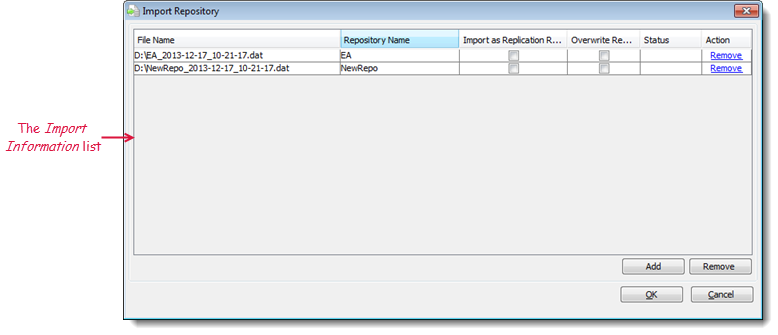 Import Repository
File Name Repository Name Import as Replication R... Overwrite Re... Status Action
D:\EA_2013-12-17_10-21-17.dat EA Remove
D:\NewRepo_2013-12-17_10-21-17.dat NewRepo Remove
The Import
Information list
Add Remove
OK Cancel